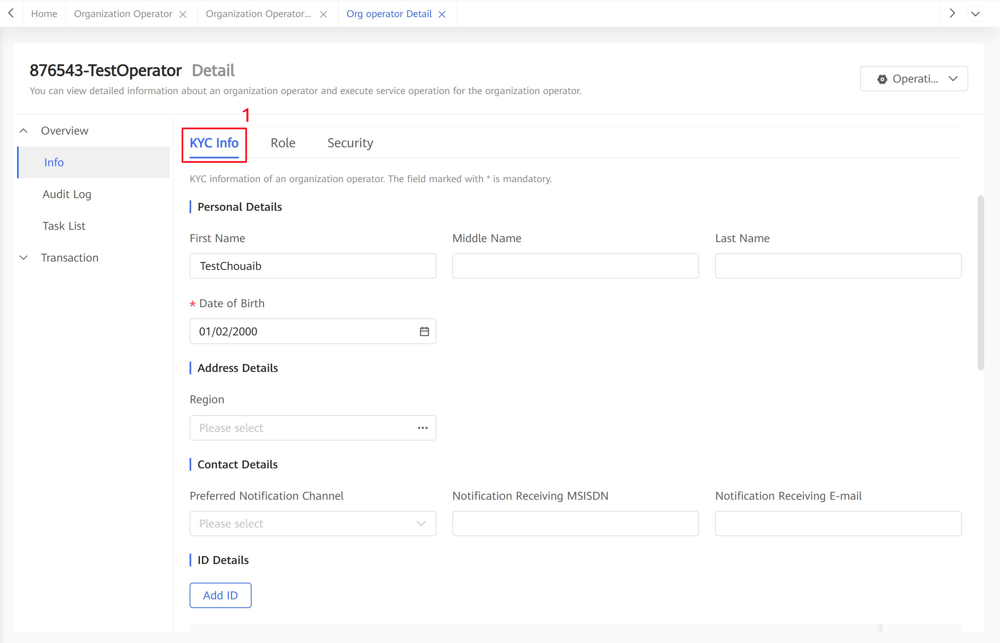 Home
Organization Operator
Organization Operator...
Org operator Detail
876543-TestOperator Detail
Operati...
You can view detailed information about an organization operator and execute service operation for the organization operator.
1
Overview
Info
Audit Log
Task List
Transaction
KYC Info
Role
Security
KYC information of an organization operator. The field marked with * is mandatory.
Personal Details
First Name
Middle Name
Last Name
TestChouaib
* Date of Birth
01/02/2000
Address Details
Region
Please select
Contact Details
Preferred Notification Channel
Notification Receiving MSISDN
Notification Receiving E-mail
Please select
ID Details
Add ID